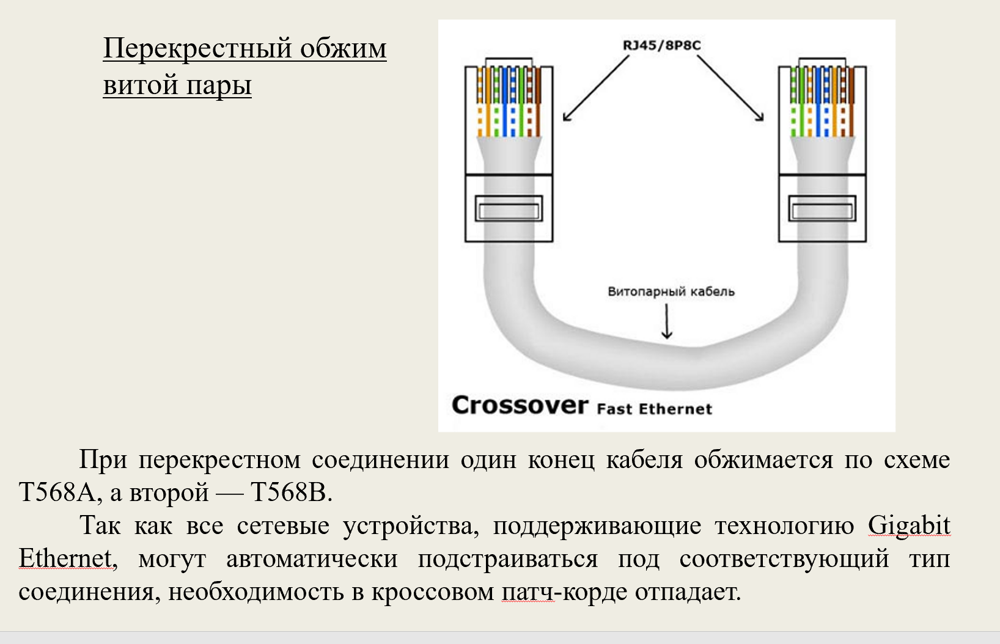 Перекрестный обжим
витой пары
RJ45/8P8C
Витопарный кабель
Crossover Fast Ethernet
При перекрестном соединении один конец кабеля обжимается по схеме
T568A, а второй — T568B.
Так как все сетевые устройства, поддерживающие технологию Gigabit
Ethernet, могут автоматически подстраиваться под соответствующий тип
соединения, необходимость в кроссовом патч-корде отпадает.